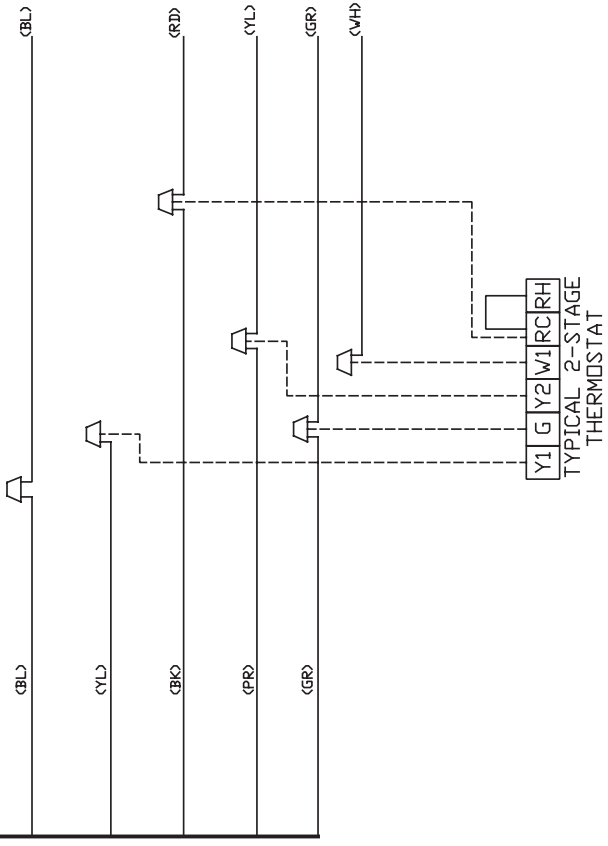 (BL)
(RD)
(YL)
(GR)
(WH)
(BL)
(YL)
(BK)
(PR)
(GR)
Y1 G Y2 W1 RC RH
TYPICAL 2-STAGE
THERMOSTAT